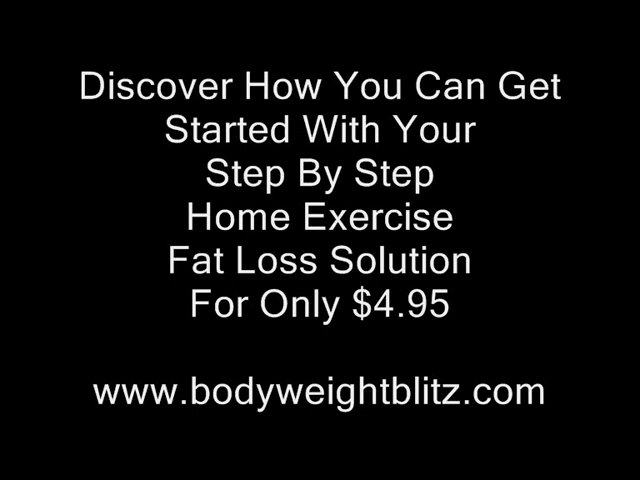 Discover How You Can Get
Started With Your
Step By Step
Home Exercise
Fat Loss Solution
For Only $4.95
www.bodyweightblitz.com